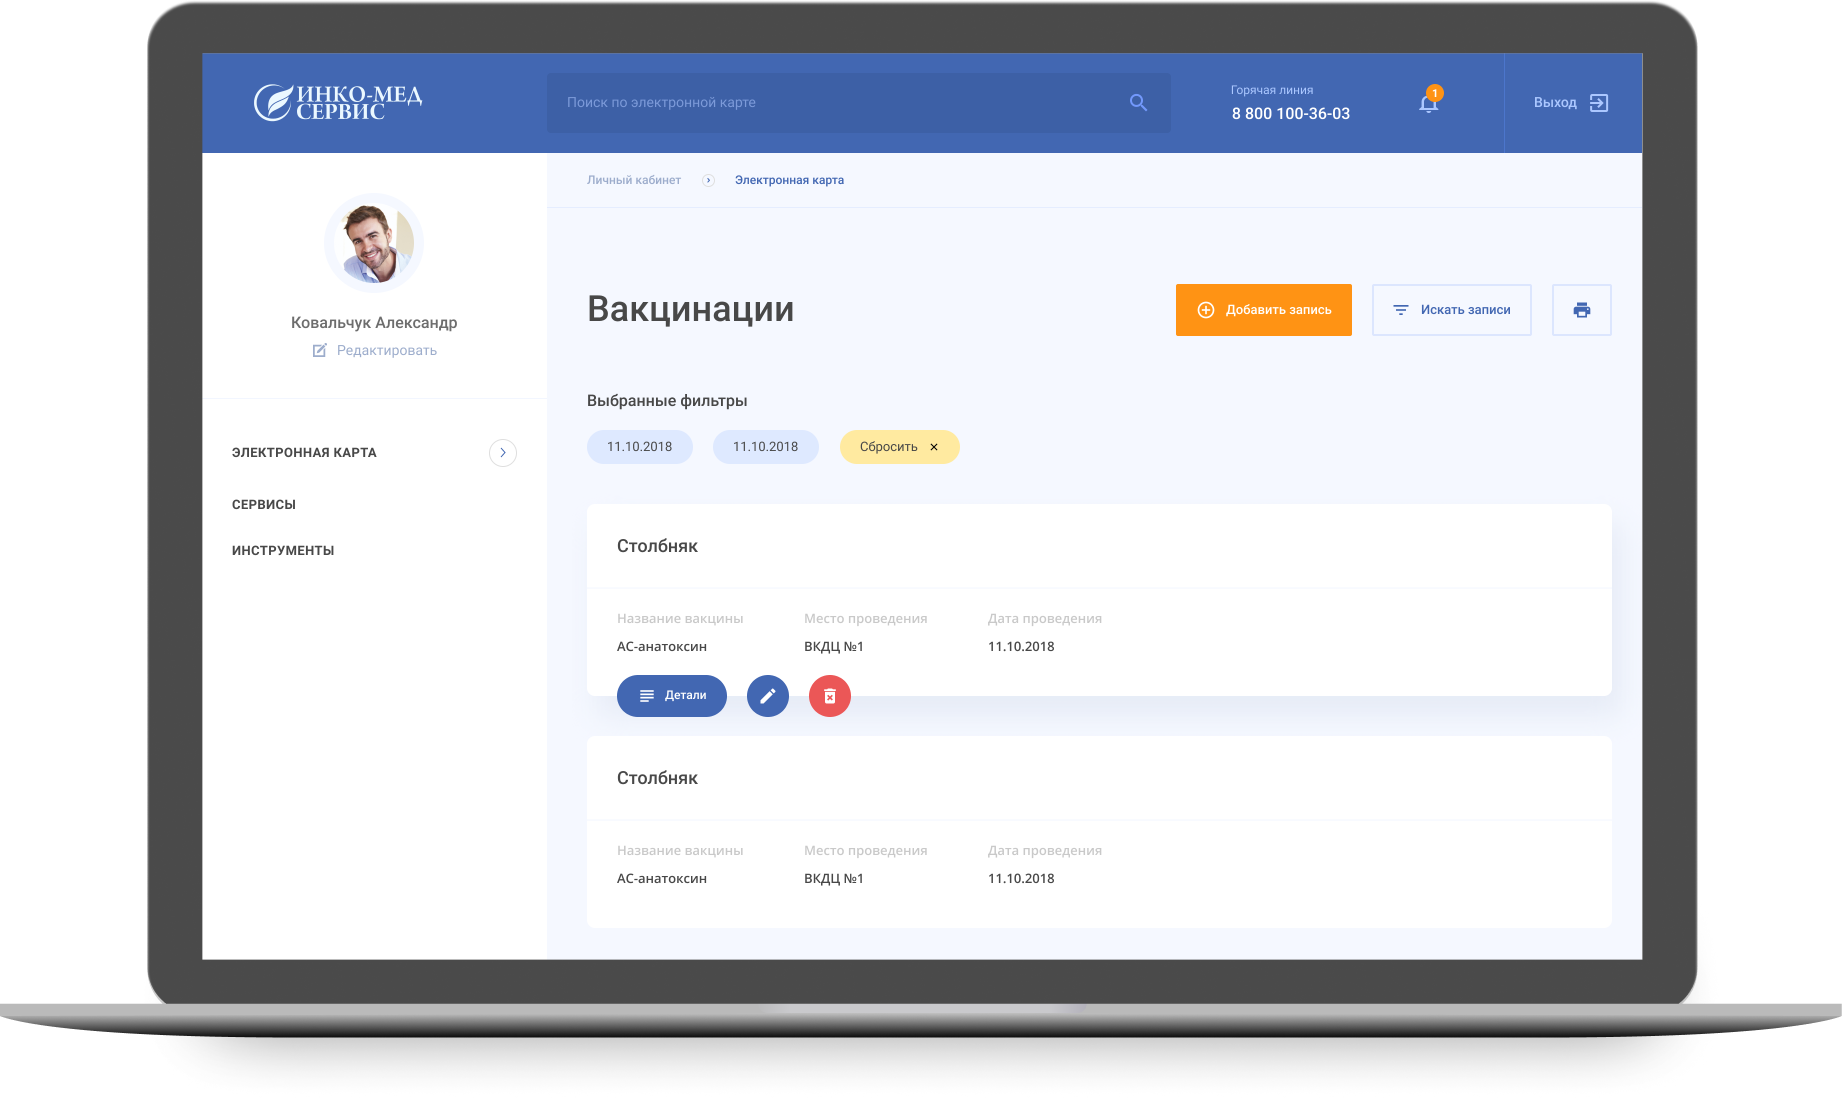 ИНКО-МЕД
СЕРВИС
Поиск по электронной карте
Горячая линия
8 800 100-36-03
1
Выход
Личный кабинет
Электронная карта
Ковальчук Александр
Редактировать
ЭЛЕКТРОННАЯ КАРТА
СЕРВИСЫ
ИНСТРУМЕНТЫ
Вакцинации
Добавить запись
Искать записи
Выбранные фильтры
11.10.2018
11.10.2018
Сбросить
Столбняк
Название вакцины
Место проведения
Дата проведения
АС-анатоксин
ВКДЦ №1
11.10.2018
Детали
Столбняк
Название вакцины
Место проведения
Дата проведения
АС-анатоксин
ВКДЦ №1
11.10.2018